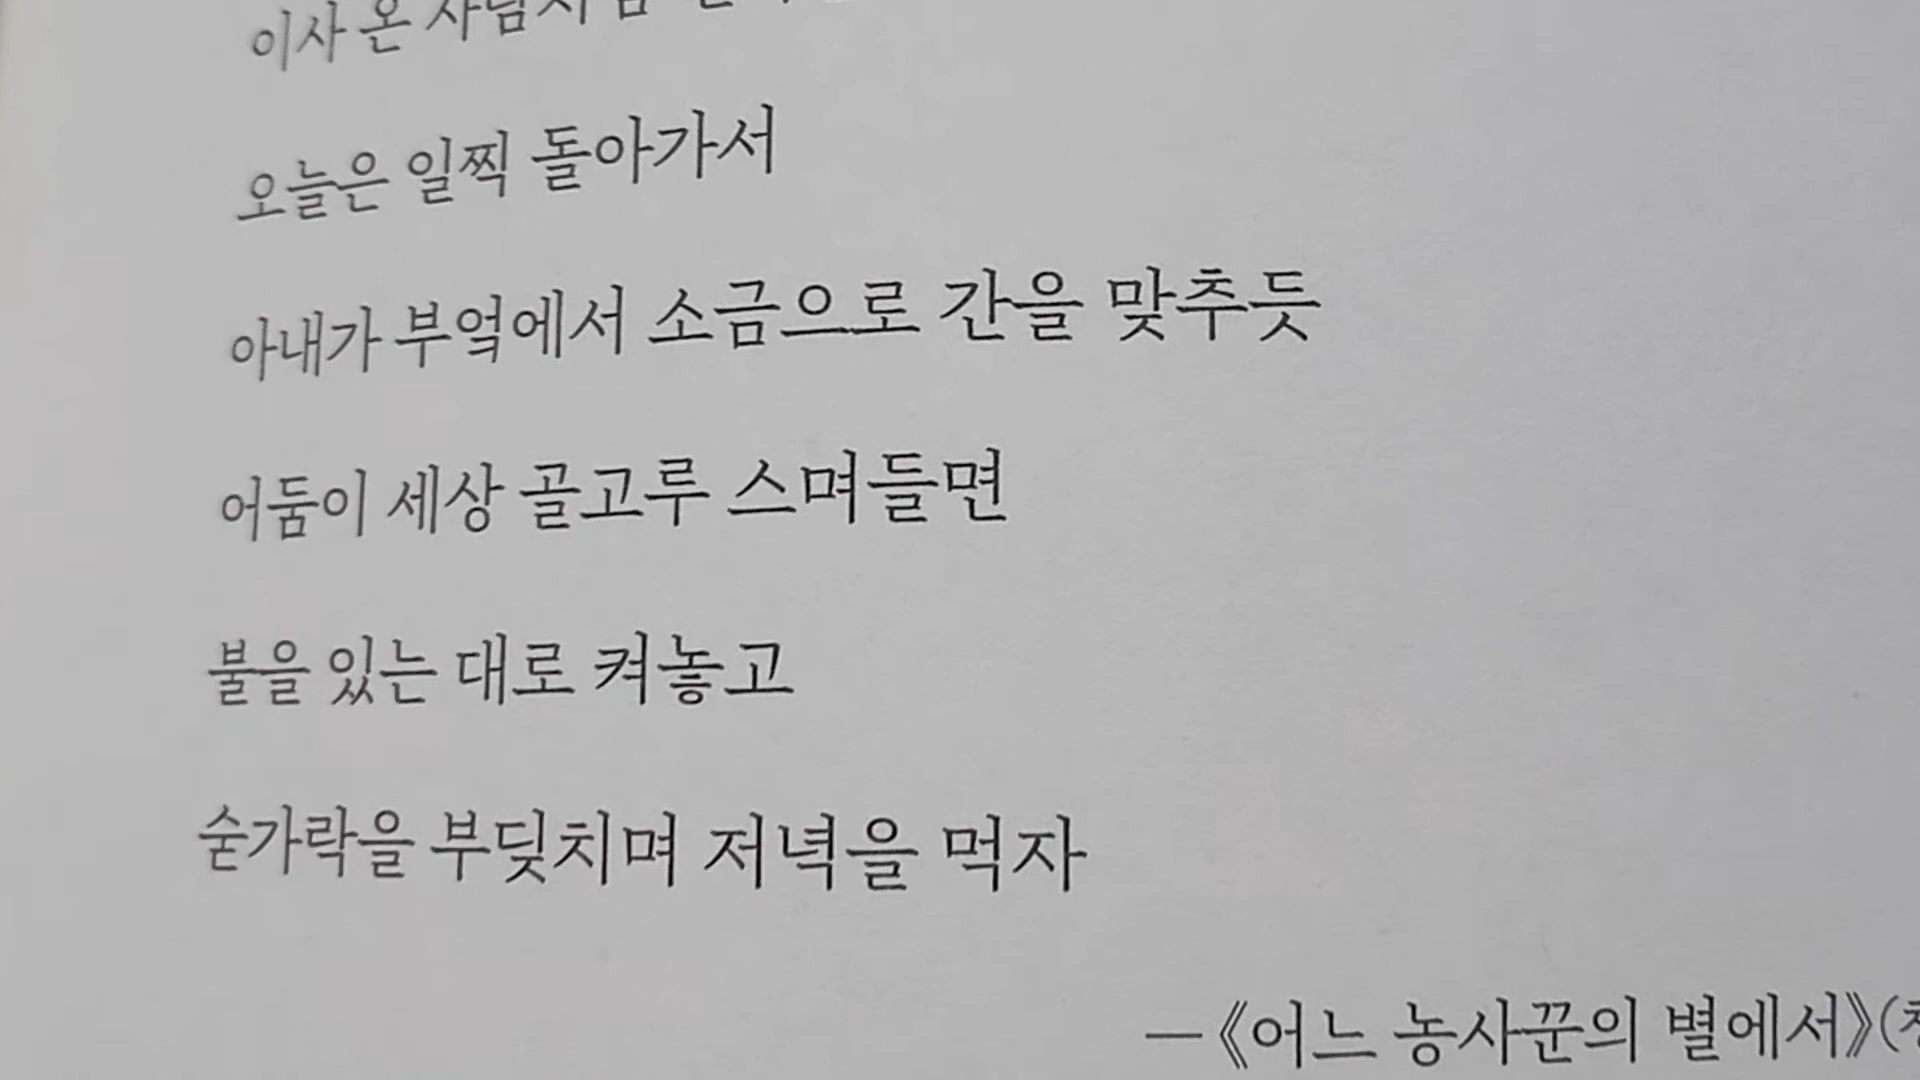 이사 온
오늘은 일찍 돌아가서
아내가 부엌에서 소금으로 간을 맞추듯
어둠이 세상 골고루 스며들면
불을 있는 대로 켜놓고
숟가락을 부딪치며 저녁을 먹자
—《어느 농사꾼의 별에서》(